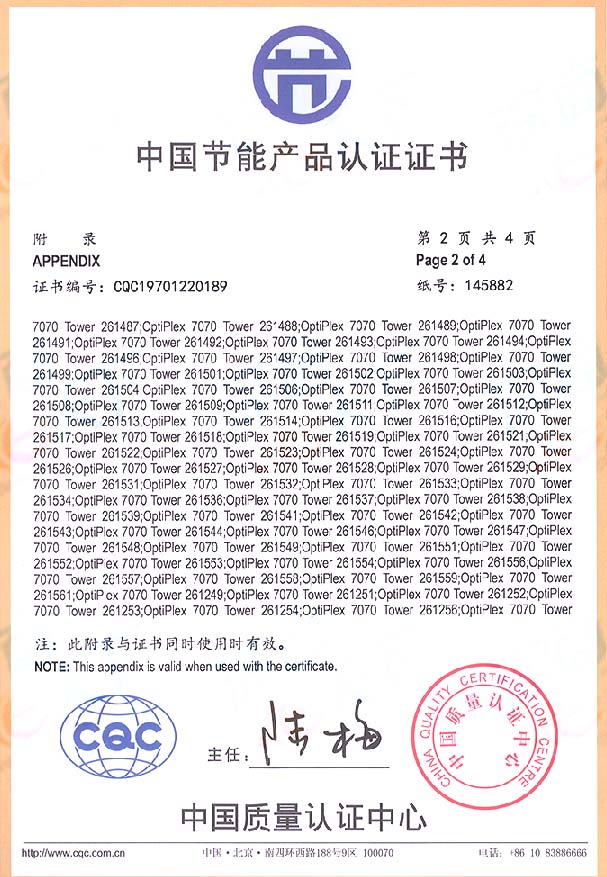 中国节能产品认证证书
附 录
第 2 页 共 4 页
APPENDIX
Page 2 of 4
证书编号: CQC19701220189
纸号: 145882
7070 Tower 261487;OptiPlex 7070 Tower 261488;OptiPlex 7070 Tower 261489;OptiPlex 7070 Tower
261491;OptiPlex 7070 Tower 261492;OptiPlex 7070 Tower 261493;OptiPlex 7070 Tower 261494;OptiPlex
7070 Tower 261496;OptiPlex 7070 Tower 261497;OptiPlex 7070 Tower 261498;OptiPlex 7070 Tower
261499;OptiPlex 7070 Tower 261501;OptiPlex 7070 Tower 261502;OptiPlex 7070 Tower 261503;OptiPlex
7070 Tower 261504;OptiPlex 7070 Tower 261506;OptiPlex 7070 Tower 261507;OptiPlex 7070 Tower
261508;OptiPlex 7070 Tower 261509;OptiPlex 7070 Tower 261511;OptiPlex 7070 Tower 261512;OptiPlex
7070 Tower 261513;OptiPlex 7070 Tower 261514;OptiPlex 7070 Tower 261516;OptiPlex 7070 Tower
261517;OptiPlex 7070 Tower 261518;OptiPlex 7070 Tower 261519;OptiPlex 7070 Tower 261521;OptiPlex
7070 Tower 261522;OptiPlex 7070 Tower 261523;OptiPlex 7070 Tower 261524;OptiPlex 7070 Tower
261526;OptiPlex 7070 Tower 261527;OptiPlex 7070 Tower 261528;OptiPlex 7070 Tower 261529;OptiPlex
7070 Tower 261531;OptiPlex 7070 Tower 261532;OptiPlex 7070 Tower 261533;OptiPlex 7070 Tower
261534;OptiPlex 7070 Tower 261536;OptiPlex 7070 Tower 261537;OptiPlex 7070 Tower 261538;OptiPlex
7070 Tower 261539;OptiPlex 7070 Tower 261541;OptiPlex 7070 Tower 261542;OptiPlex 7070 Tower
261543;OptiPlex 7070 Tower 261544;OptiPlex 7070 Tower 261546;OptiPlex 7070 Tower 261547;OptiPlex
7070 Tower 261548;OptiPlex 7070 Tower 261549;OptiPlex 7070 Tower 261551;OptiPlex 7070 Tower
261552;OptiPlex 7070 Tower 261553;OptiPlex 7070 Tower 261554;OptiPlex 7070 Tower 261556;OptiPlex
7070 Tower 261557;OptiPlex 7070 Tower 261558;OptiPlex 7070 Tower 261559;OptiPlex 7070 Tower
261561;OptiPlex 7070 Tower 261249;OptiPlex 7070 Tower 261251;OptiPlex 7070 Tower 261252;OptiPlex
7070 Tower 261253;OptiPlex 7070 Tower 261254;OptiPlex 7070 Tower 261256;OptiPlex 7070 Tower
注: 此附录与证书同时使用时有效。
NOTE: This appendix is valid when used with the certificate.
CQC
主任: 陆梅
CHINA QUALITY CERTIFICATION CENTRE
中国质量认证中心
中国质量认证中心
http://www.cqc.com.cn
中国·北京·南四环西路188号9区 100070
电话: +86 10 83886666